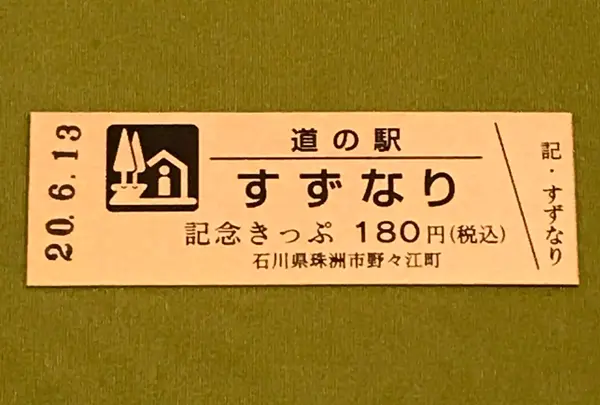 20.6.13
道の駅
すずなり
記念きっぷ 180円(税込)
石川県珠洲市野々江町
記・すずなり